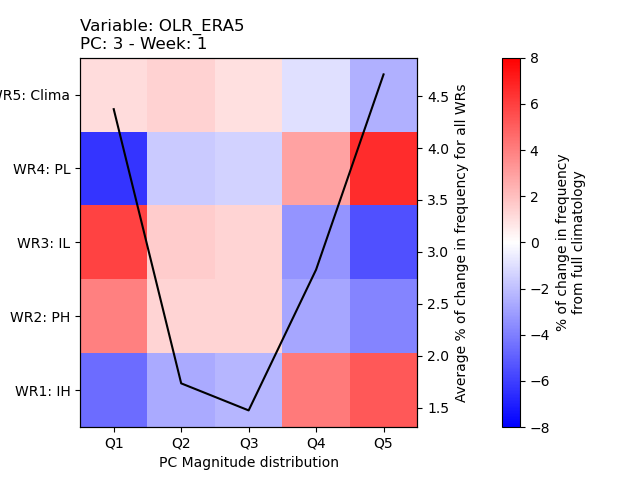 Variable: OLR_ERA5
PC: 3 - Week: 1
WR5: Clima
WR4: PL
WR3: IL
WR2: PH
WR1: IH
Q1 Q2 Q3 Q4 Q5
PC Magnitude distribution
4.5
4.0
3.5
3.0
2.5
2.0
1.5
Average % of change in frequency for all WRs
8
6
4
2
0
−2
−4
−6
−8
% of change in frequency
from full climatology